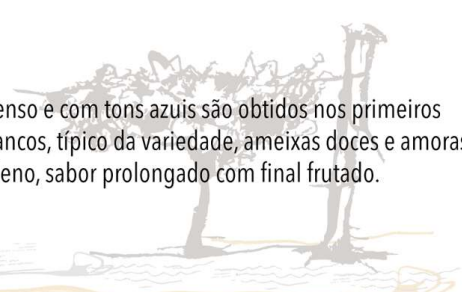 enso e com tons azuis são obtidos nos primeiros
ancos, típico da variedade, ameixas doces e amoras
eno, sabor prolongado com final frutado.